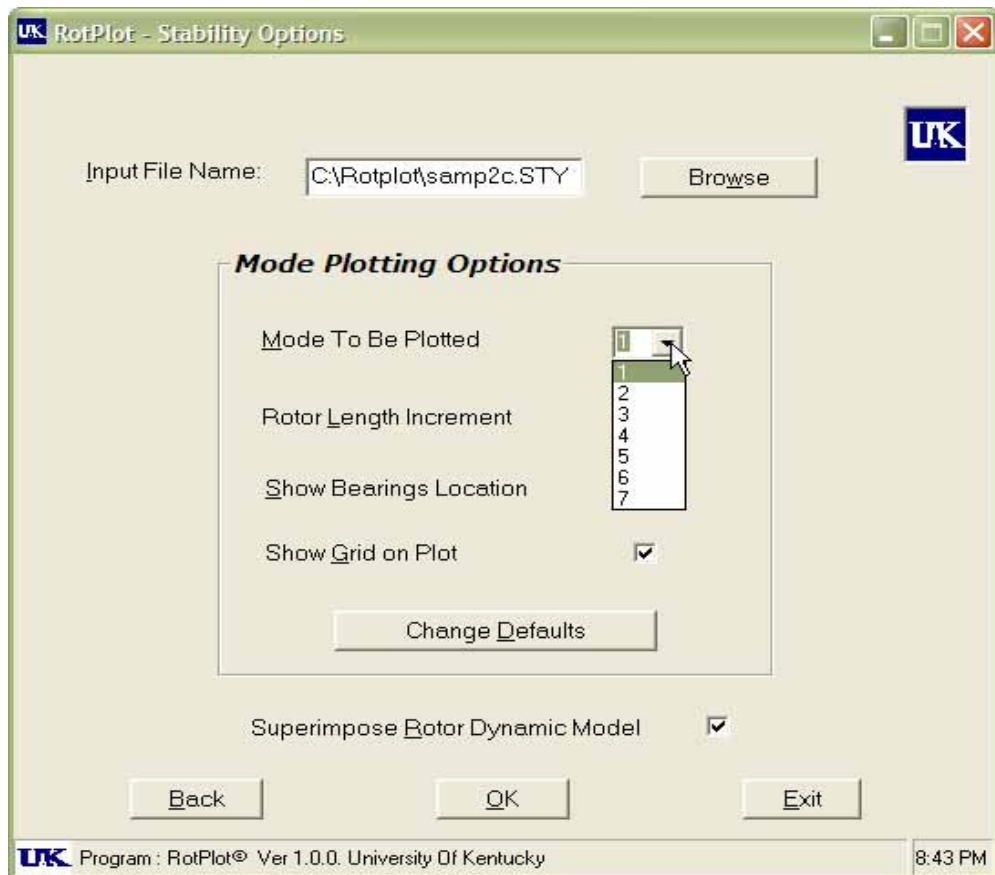 UK RotPlot - Stability Options
UK
Input File Name:
C:\Rotplot\samp2c.STY
Browse
Mode Plotting Options
Mode To Be Plotted
1
1
2
3
4
5
6
7
Rotor Length Increment
Show Bearings Location
Show Grid on Plot
Change Defaults
Superimpose Rotor Dynamic Model
Back
OK
Exit
UK Program : RotPlot© Ver 1.0.0. University Of Kentucky
8:43 PM